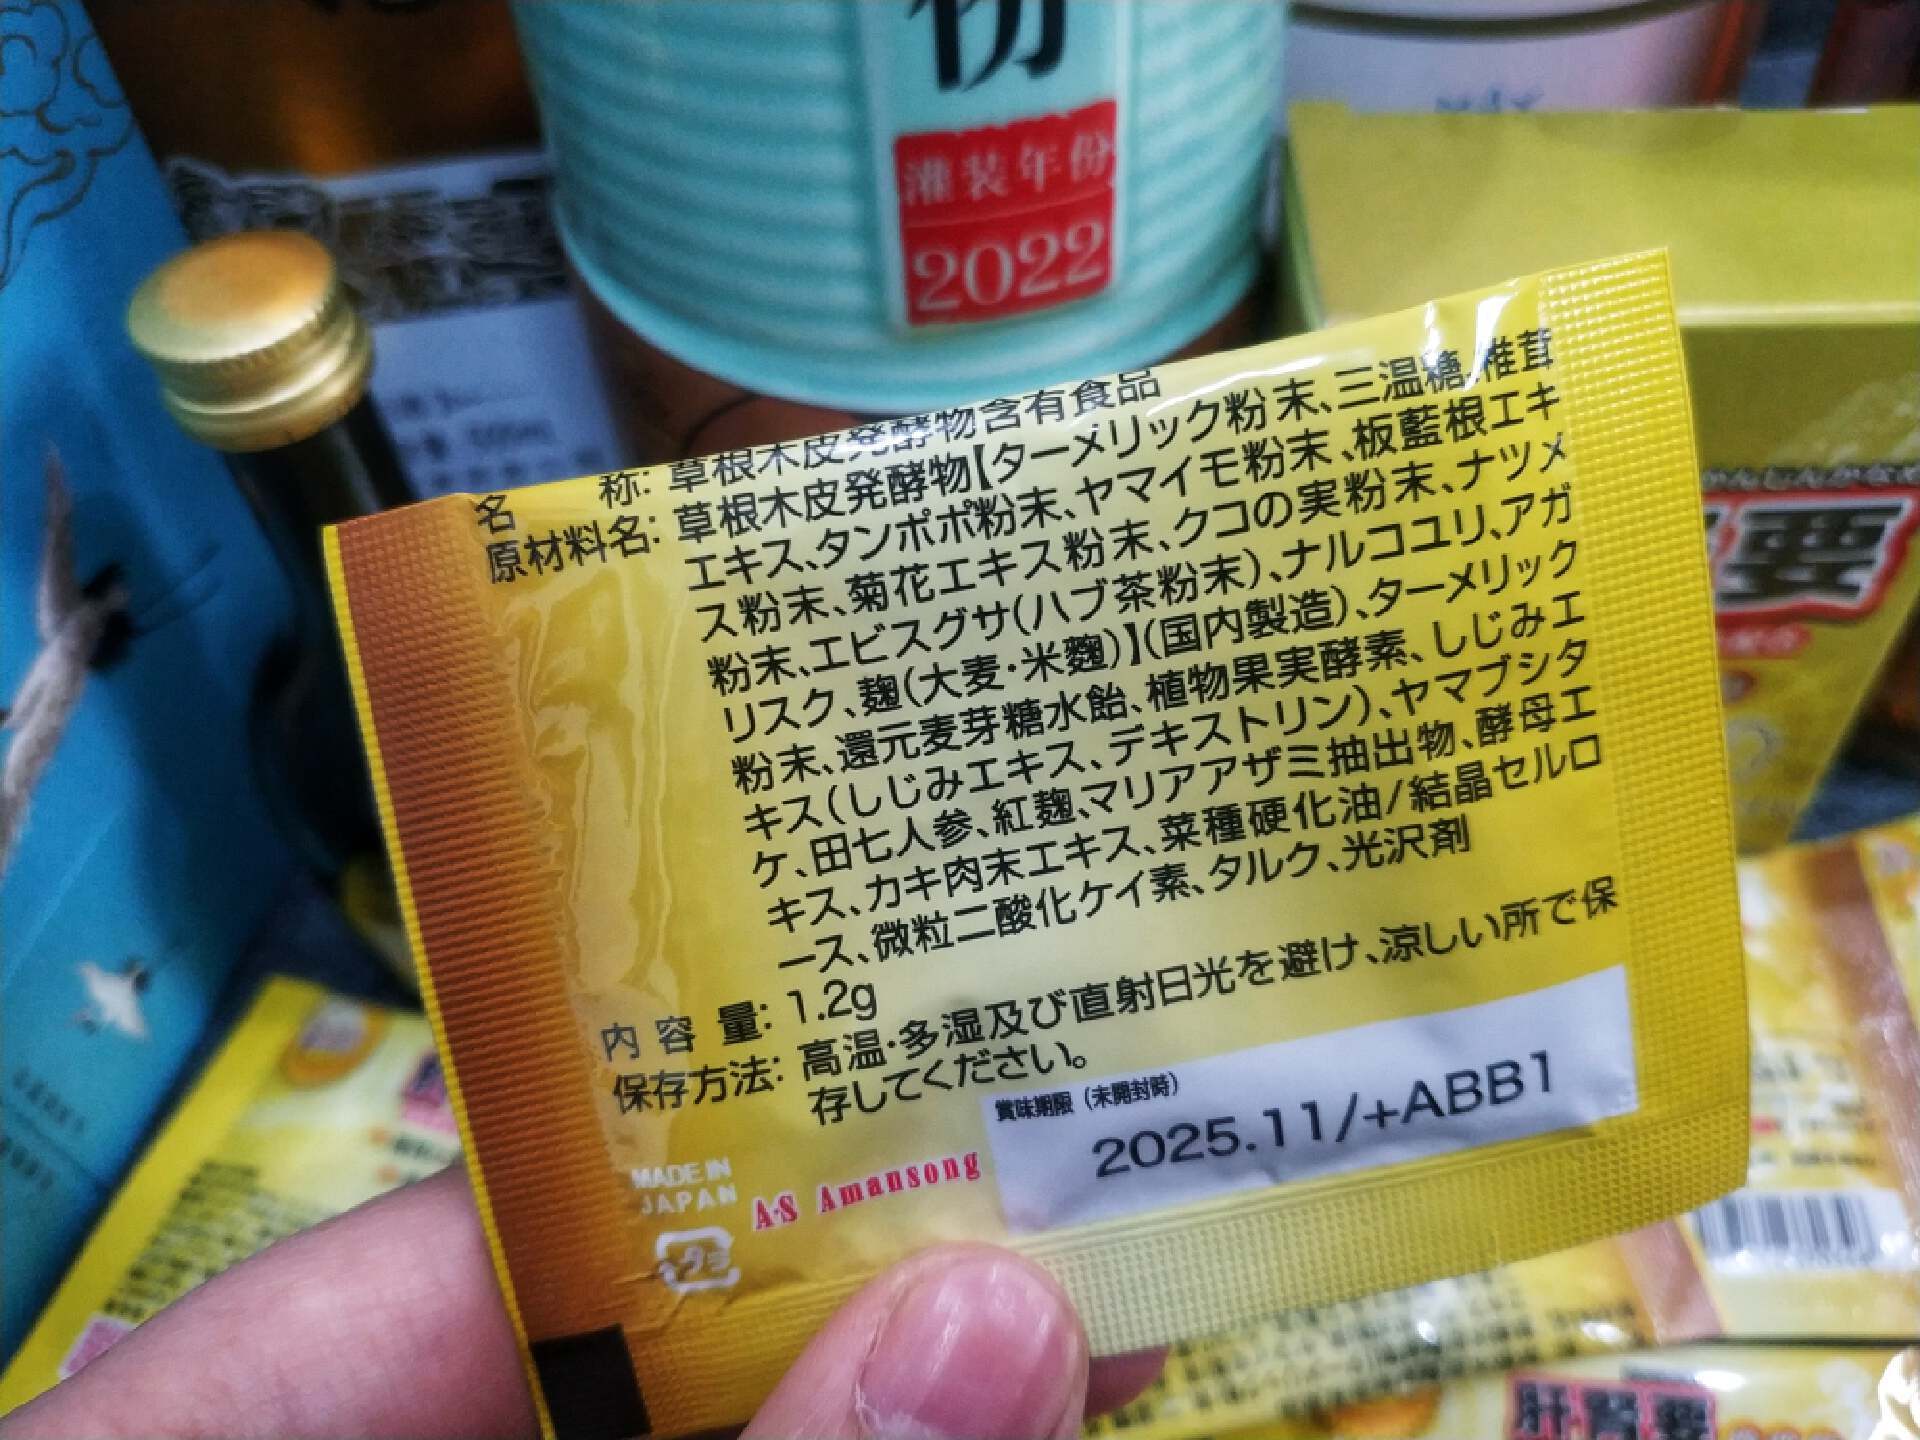 份
灌装年份
2022
名　　称: 草根木皮発酵物含有食品
原材料名: 草根木皮発酵物【ターメリック粉末、三温糖、椎茸
エキス、タンポポ粉末、ヤマイモ粉末、板藍根エキ
ス粉末、菊花エキス粉末、クコの実粉末、ナツメ
粉末、エビスグサ(ハブ茶粉末)、ナルコユリ、アガ
リスク、麹(大麦・米麴)】(国内製造)、ターメリック
粉末、還元麦芽糖水飴、植物果実酵素、しじみエ
キス(しじみエキス、デキストリン)、ヤマブシタ
ケ、田七人参、紅麹、マリアアザミ抽出物、酵母エ
キス、カキ肉末エキス、菜種硬化油/結晶セルロ
ース、微粒二酸化ケイ素、タルク、光沢剤
内 容 量: 1.2g
保存方法: 高温・多湿及び直射日光を避け、涼しい所で保
存してください。
賞味期限（未開封時）
2025.11/+ABB1
MADE IN
JAPAN
A·S Amansong
プラ
要
肝腎要